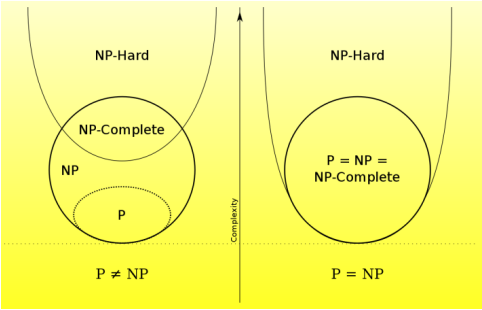 NP-Hard
NP-Complete
NP
P
P ≠ NP
Complexity
NP-Hard
P = NP =
NP-Complete
P = NP